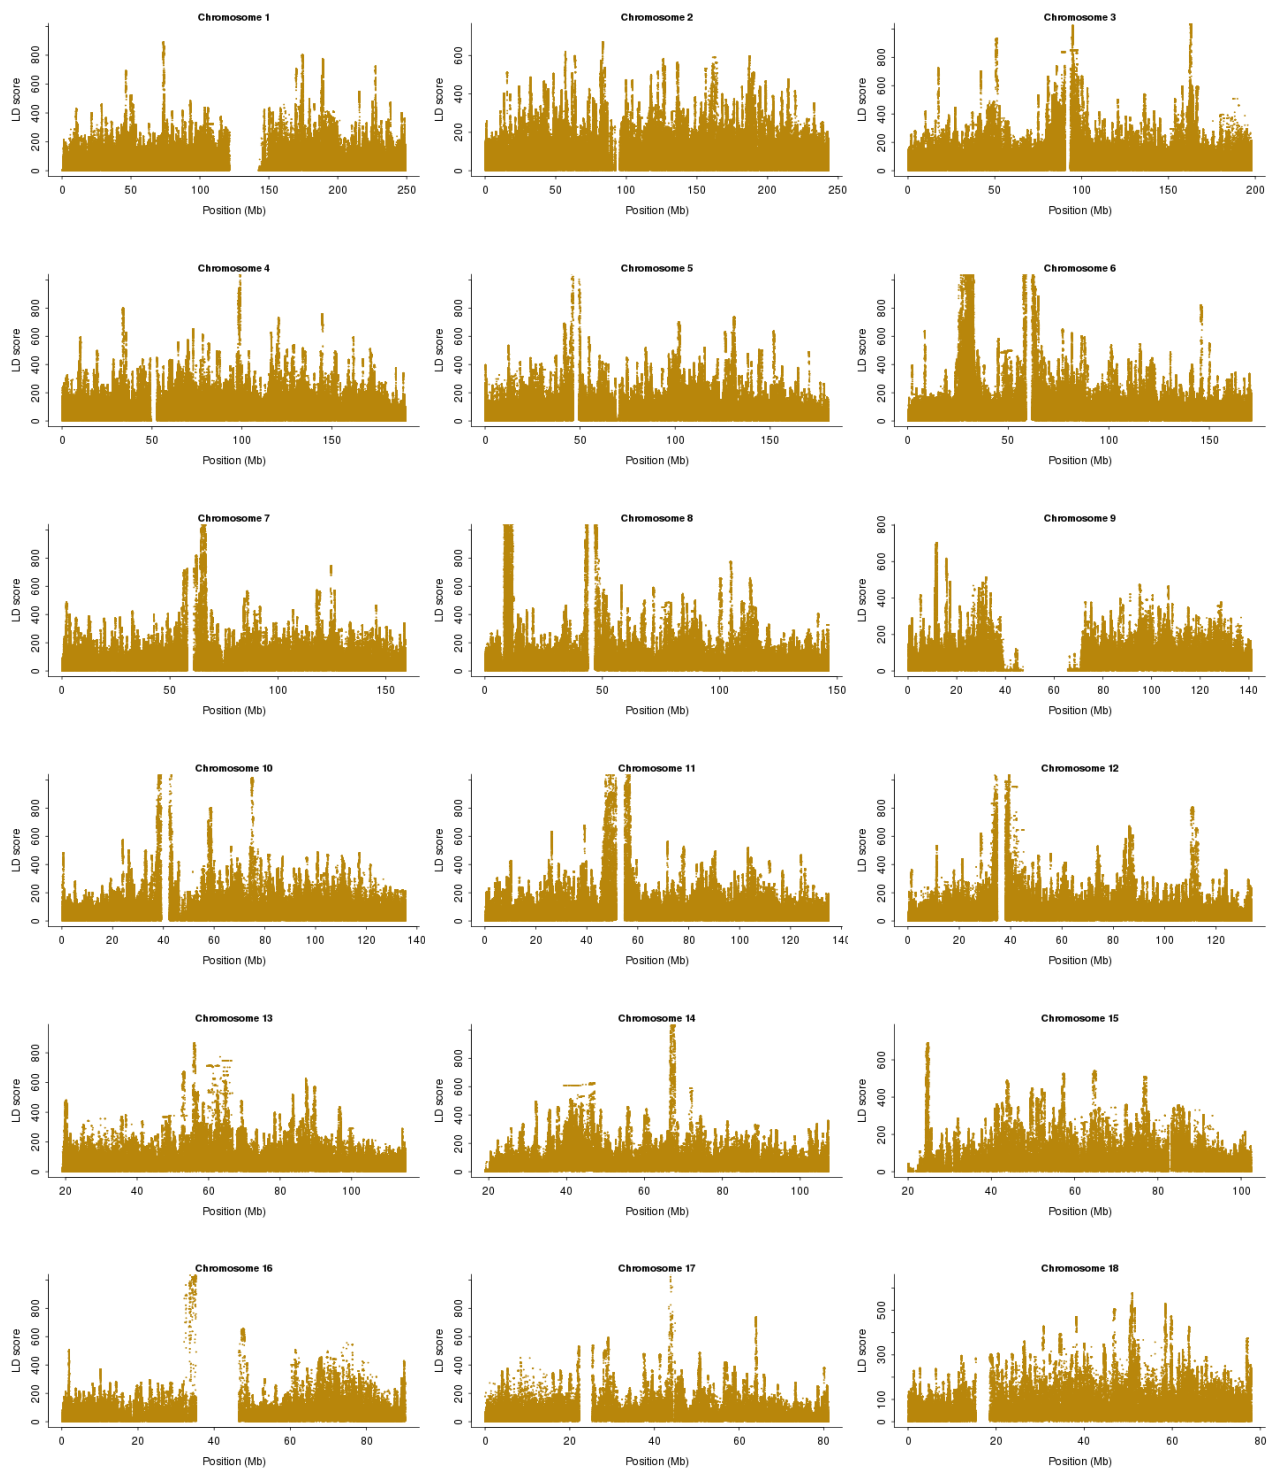 Chromosome 1
LD score
0 200 400 600 800
0 50 100 150 200 250
Position (Mb)
Chromosome 2
LD score
0 200 400 600
0 50 100 150 200 250
Position (Mb)
Chromosome 3
LD score
0 200 400 600 800
0 50 100 150 200
Position (Mb)
Chromosome 4
LD score
0 200 400 600 800
0 50 100 150
Position (Mb)
Chromosome 5
LD score
0 200 400 600 800
0 50 100 150
Position (Mb)
Chromosome 6
LD score
0 200 400 600 800
0 50 100 150
Position (Mb)
Chromosome 7
LD score
0 200 400 600 800
0 50 100 150
Position (Mb)
Chromosome 8
LD score
0 200 400 600 800
0 50 100 150
Position (Mb)
Chromosome 9
LD score
0 200 400 600 800
0 20 40 60 80 100 120 140
Position (Mb)
Chromosome 10
LD score
0 200 400 600 800
0 20 40 60 80 100 120 140
Position (Mb)
Chromosome 11
LD score
0 200 400 600 800
0 20 40 60 80 100 120
Position (Mb)
Chromosome 12
LD score
0 200 400 600 800
0 20 40 60 80 100 120
Position (Mb)
Chromosome 13
LD score
0 200 400 600 800
20 40 60 80 100
Position (Mb)
Chromosome 14
LD score
0 200 400 600 800
20 40 60 80 100
Position (Mb)
Chromosome 15
LD score
0 200 400 600
20 40 60 80 100
Position (Mb)
Chromosome 16
LD score
0 200 400 600 800
0 20 40 60 80
Position (Mb)
Chromosome 17
LD score
0 200 400 600 800
0 20 40 60 80
Position (Mb)
Chromosome 18
LD score
0 100 300 500
0 20 40 60 80
Position (Mb)